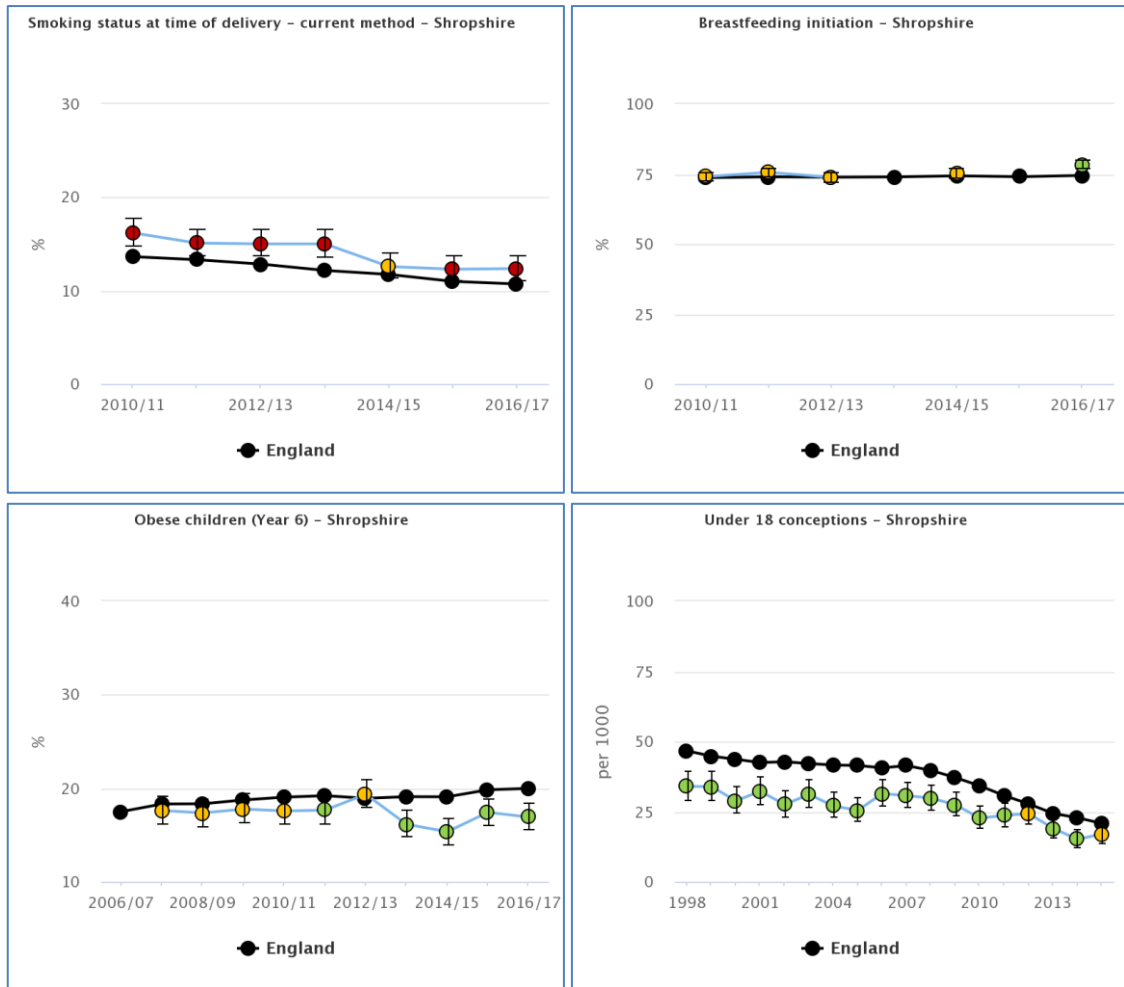 Smoking status at time of delivery – current method – Shropshire
30
20
%
10
0
2010/11 2012/13 2014/15 2016/17
England
Breastfeeding initiation – Shropshire
100
75
%
50
25
0
2010/11 2012/13 2014/15 2016/17
England
Obese children (Year 6) – Shropshire
40
30
%
20
10
2006/07 2008/09 2010/11 2012/13 2014/15 2016/17
England
Under 18 conceptions – Shropshire
100
75
per 1000
50
25
0
1998 2001 2004 2007 2010 2013
England